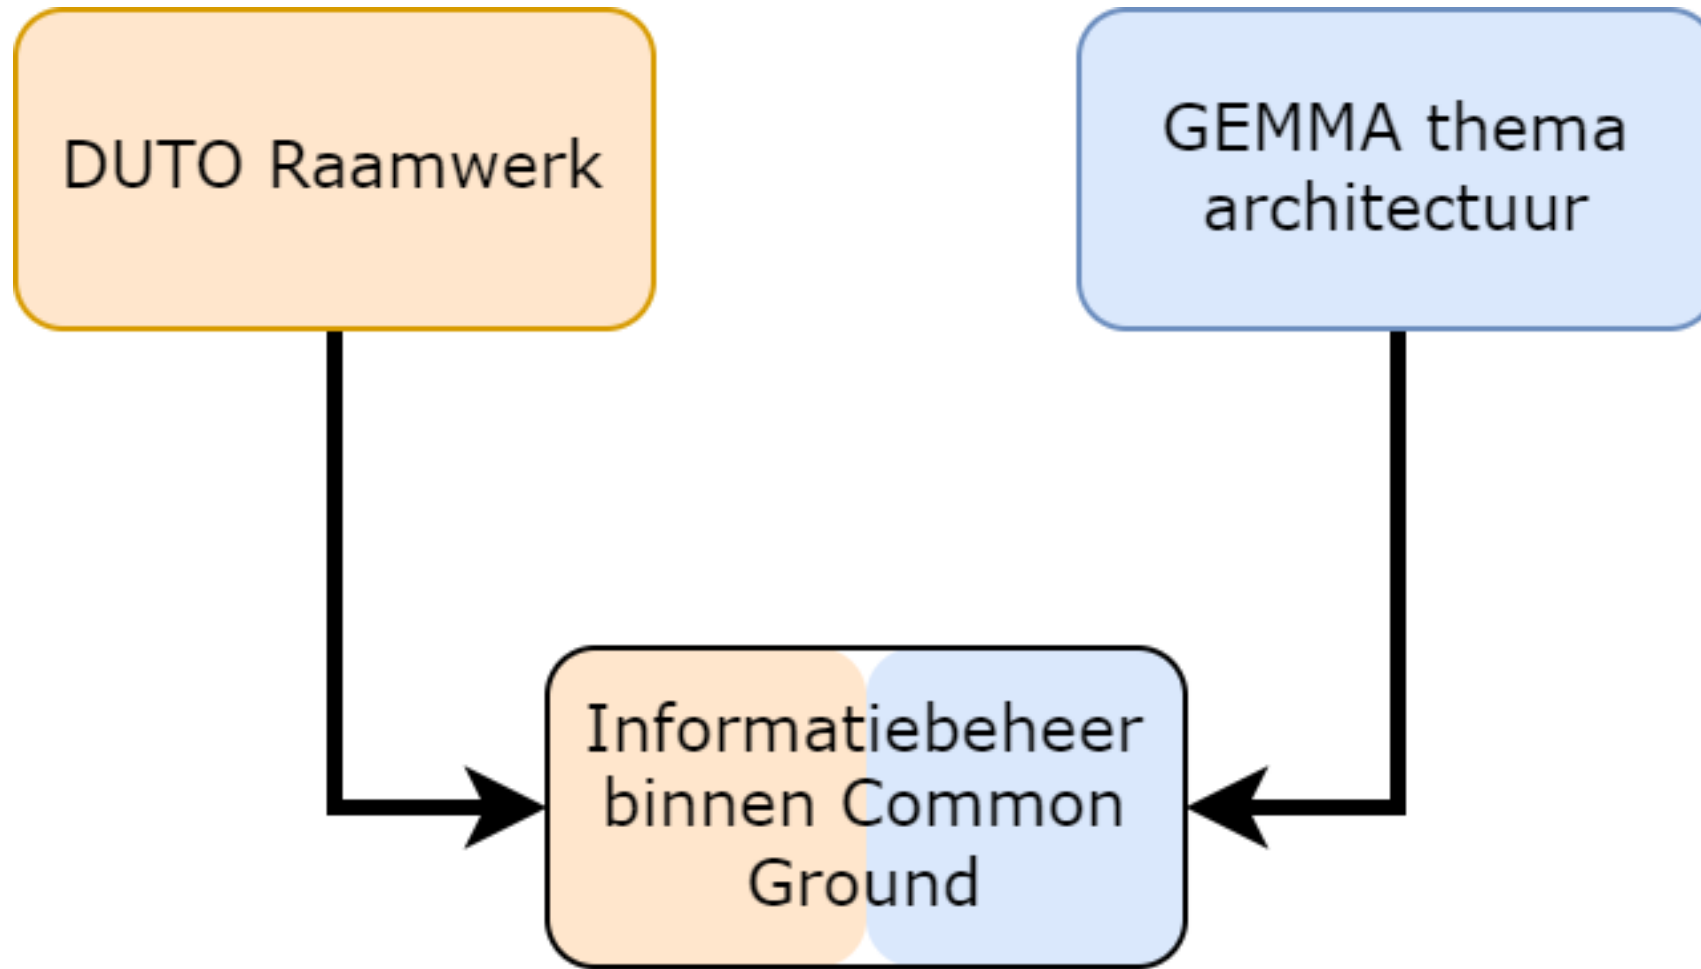 DUTO Raamwerk
GEMMA thema
architectuur
Informatiebeheer
binnen Common
Ground